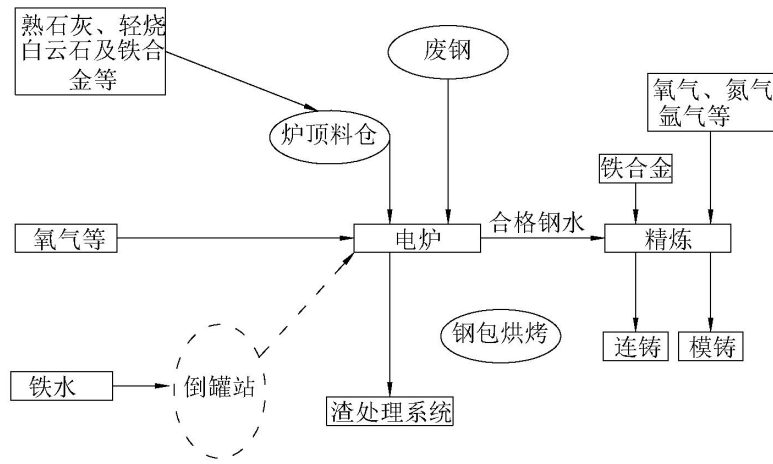 熟石灰、轻烧
白云石及铁合
金等
废钢
氧气、氮气
氩气等
炉顶料仓
铁合金
氧气等
电炉
合格钢水
精炼
钢包烘烤
连铸
模铸
铁水
倒罐站
渣处理系统